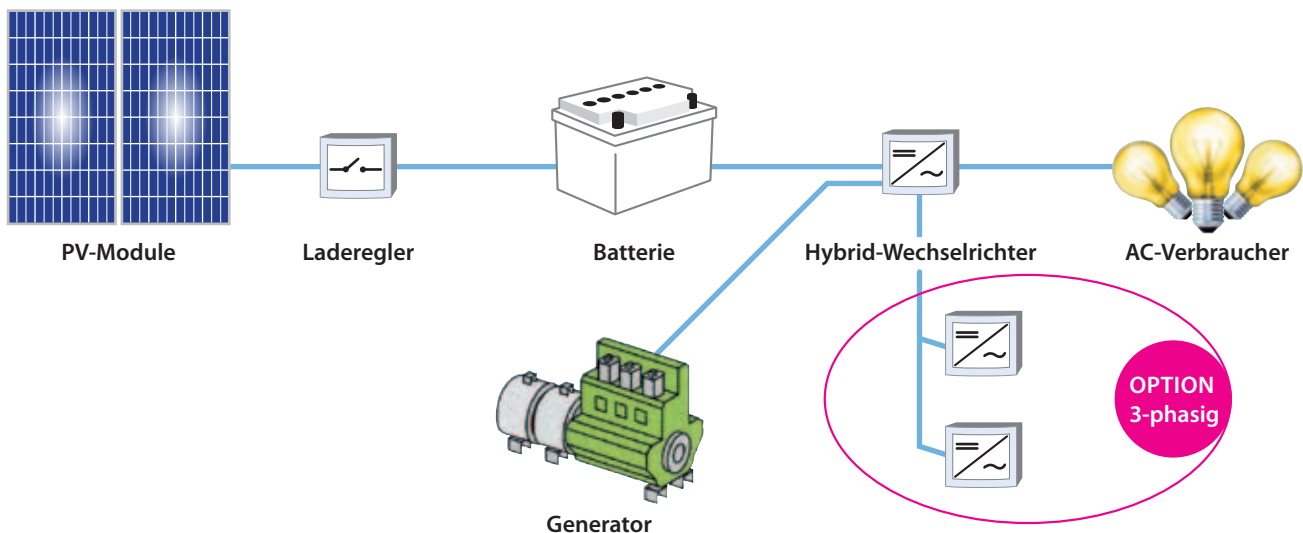 PV-Module
Laderegler
Batterie
Hybrid-Wechselrichter
AC-Verbraucher
OPTION
3-phasig
Generator